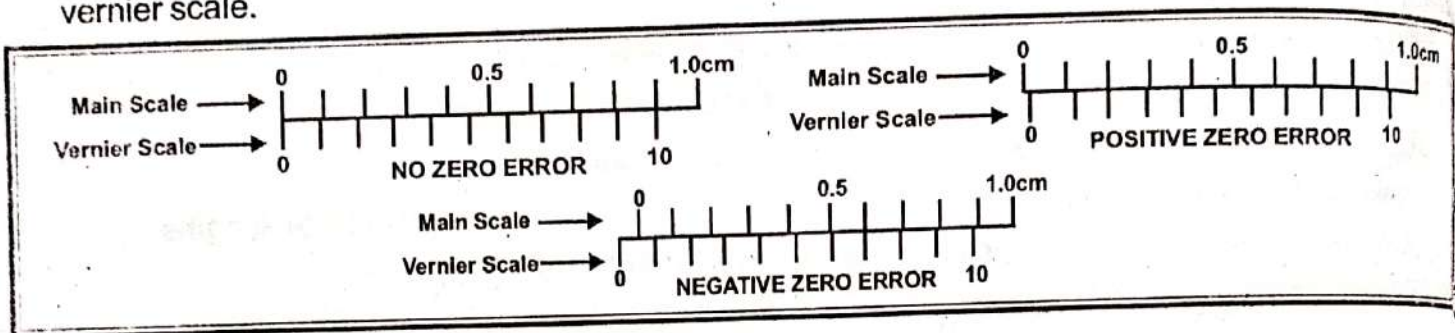 vernier scale.
0 0.5 1.0cm
Main Scale
Vernier Scale
0 10
NO ZERO ERROR
0 0.5 1.0cm
Main Scale
Vernier Scale
0 10
POSITIVE ZERO ERROR
0 0.5 1.0cm
Main Scale
Vernier Scale
0 10
NEGATIVE ZERO ERROR